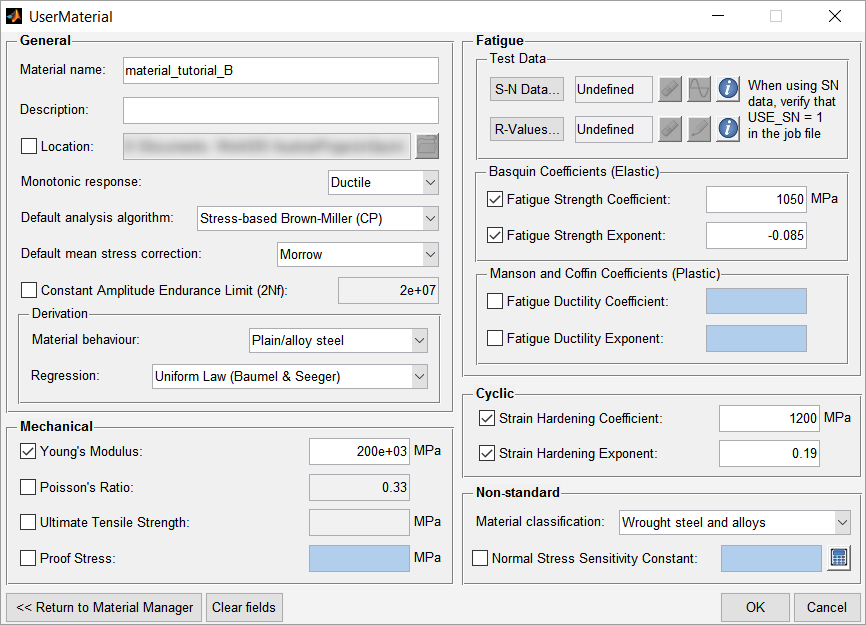 UserMaterial
General
Material name:
material_tutorial_B
Description:
Location:
Monotonic response:
Ductile
Default analysis algorithm:
Stress-based Brown-Miller (CP)
Default mean stress correction:
Morrow
Constant Amplitude Endurance Limit (2Nf):
2e+07
Derivation
Material behaviour:
Plain/alloy steel
Regression:
Uniform Law (Baumel & Seeger)
Mechanical
Young's Modulus:
200e+03 MPa
Poisson's Ratio:
0.33
Ultimate Tensile Strength:
MPa
Proof Stress:
MPa
<< Return to Material Manager
Clear fields
Fatigue
Test Data
S-N Data...
Undefined
R-Values...
Undefined
When using SN
data, verify that
USE_SN = 1
in the job file
Basquin Coefficients (Elastic)
Fatigue Strength Coefficient:
1050 MPa
Fatigue Strength Exponent:
-0.085
Manson and Coffin Coefficients (Plastic)
Fatigue Ductility Coefficient:
Fatigue Ductility Exponent:
Cyclic
Strain Hardening Coefficient:
1200 MPa
Strain Hardening Exponent:
0.19
Non-standard
Material classification:
Wrought steel and alloys
Normal Stress Sensitivity Constant:
OK
Cancel